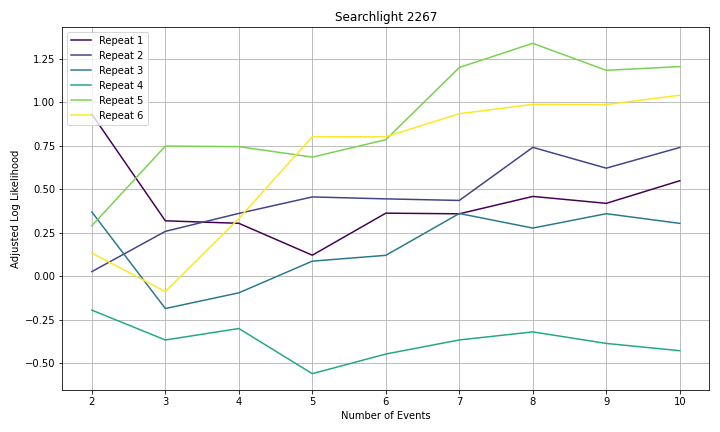 Searchlight 2267
Repeat 1
Repeat 2
Repeat 3
Repeat 4
Repeat 5
Repeat 6
Adjusted Log Likelihood
1.25
1.00
0.75
0.50
0.25
0.00
−0.25
−0.50
2 3 4 5 6 7 8 9 10
Number of Events